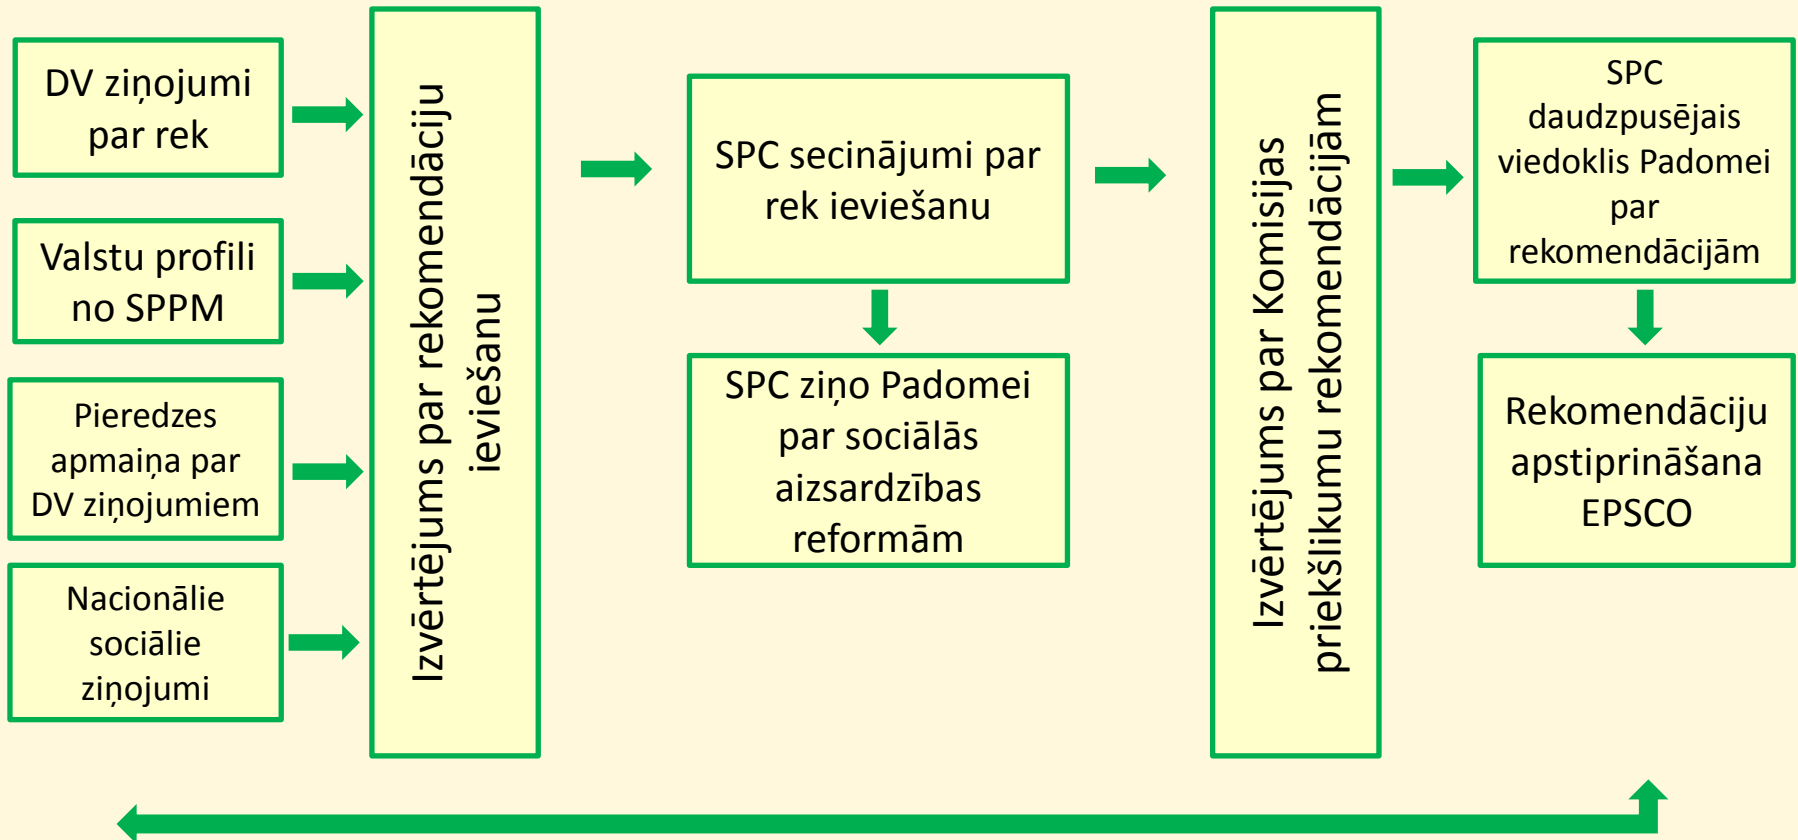 DV ziņojumi
par rek
Valstu profili
no SPPM
Pieredzes
apmaiņa par
DV ziņojumiem
Nacionālie
sociālie
ziņojumi
Izvērtējums par rekomendāciju
ieviešanu
SPC secinājumi par
rek ieviešanu
SPC ziņo Padomei
par sociālās
aizsardzības
reformām
Izvērtējums par Komisijas
priekšlikumu rekomendācijām
SPC
daudzpusējais
viedoklis Padomei
par
rekomendācijām
Rekomendāciju
apstiprināšana
EPSCO